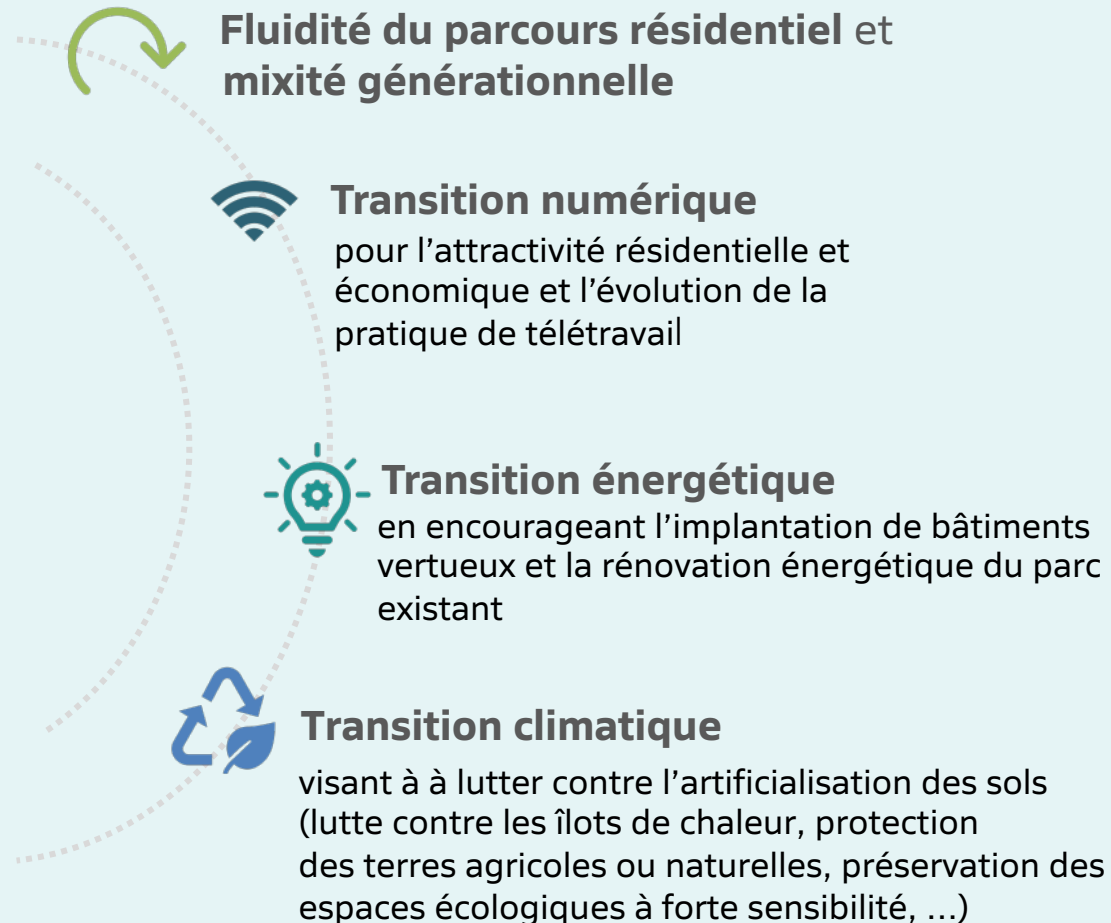 Fluidité du parcours résidentiel et
mixité générationnelle
Transition numérique
pour l’attractivité résidentielle et
économique et l’évolution de la
pratique de télétravail
Transition énergétique
en encourageant l’implantation de bâtiments
vertueux et la rénovation énergétique du parc
existant
Transition climatique
visant à à lutter contre l’artificialisation des sols
(lutte contre les îlots de chaleur, protection
des terres agricoles ou naturelles, préservation des
espaces écologiques à forte sensibilité, ...)